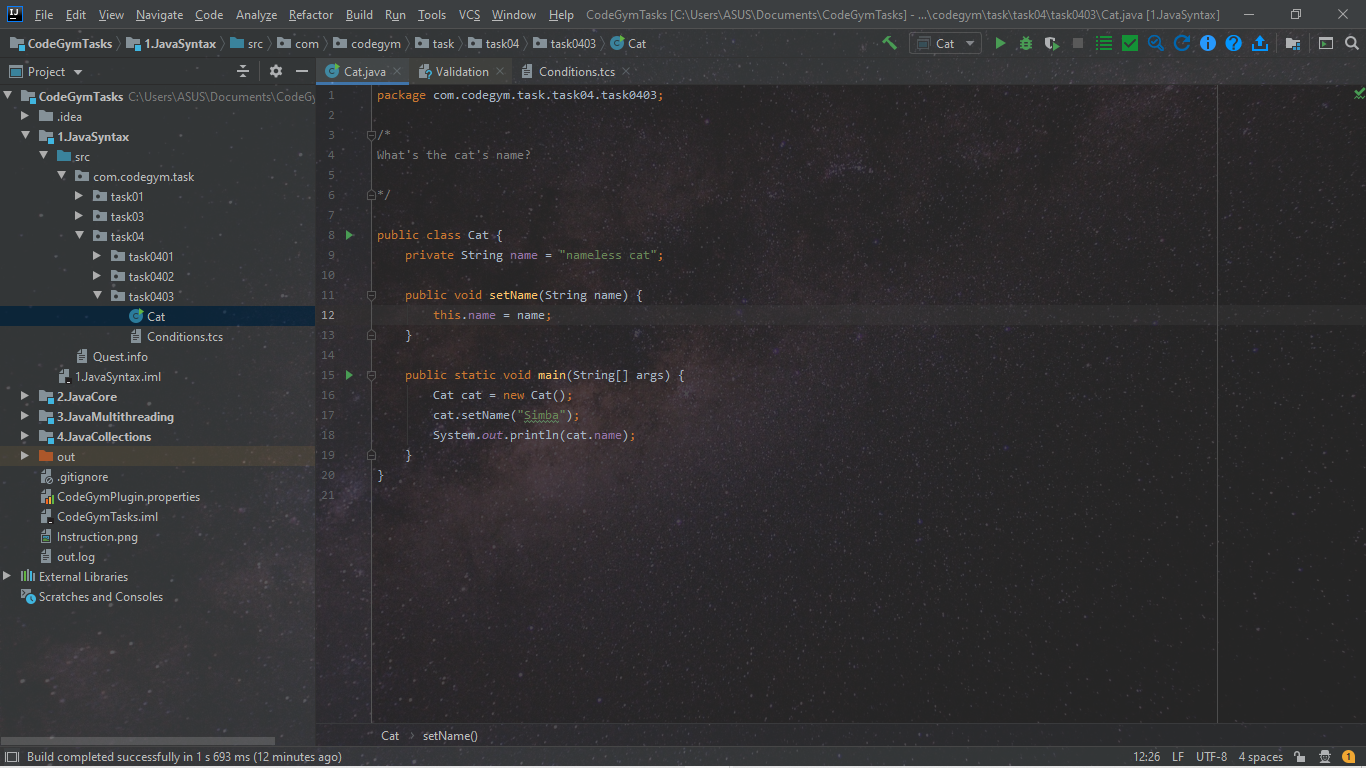 File Edit View Navigate Code Analyze Refactor Build Run Tools VCS Window Help CodeGymTasks [C:\Users\ASUS\Documents\CodeGymTasks] - ...\codegym\task\task04\task0403\Cat.java [1.JavaSyntax]
CodeGymTasks 1.JavaSyntax src com codegym task task04 task0403 Cat Cat
Project Cat.java Validation Conditions.tcs
CodeGymTasks C:\Users\ASUS\Documents\CodeGy
.idea
1.JavaSyntax
src
com.codegym.task
task01
task03
task04
task0401
task0402
task0403
Cat
Conditions.tcs
Quest.info
1.JavaSyntax.iml
2.JavaCore
3.JavaMultithreading
4.JavaCollections
out
.gitignore
CodeGymPlugin.properties
CodeGymTasks.iml
Instruction.png
out.log
External Libraries
Scratches and Consoles
1 package com.codegym.task.task04.task0403;
2
3 /*
4 What's the cat's name?
5
6 */
7
8 public class Cat {
9 private String name = "nameless cat";
10
11 public void setName(String name) {
12 this.name = name;
13 }
14
15 public static void main(String[] args) {
16 Cat cat = new Cat();
17 cat.setName("Simba");
18 System.out.println(cat.name);
19 }
20 }
21
Cat setName()
Build completed successfully in 1 s 693 ms (12 minutes ago) 12:26 LF UTF-8 4 spaces 1